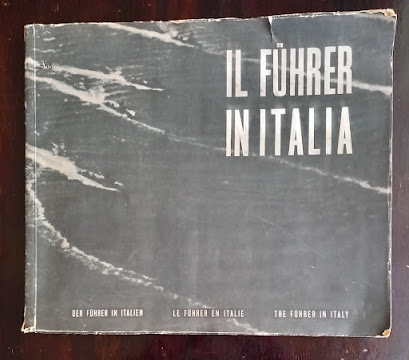 IL FÜHRER
IN ITALIA
DER FÜHRER IN ITALIEN LE FÜHRER EN ITALIE THE FÜHRER IN ITALY